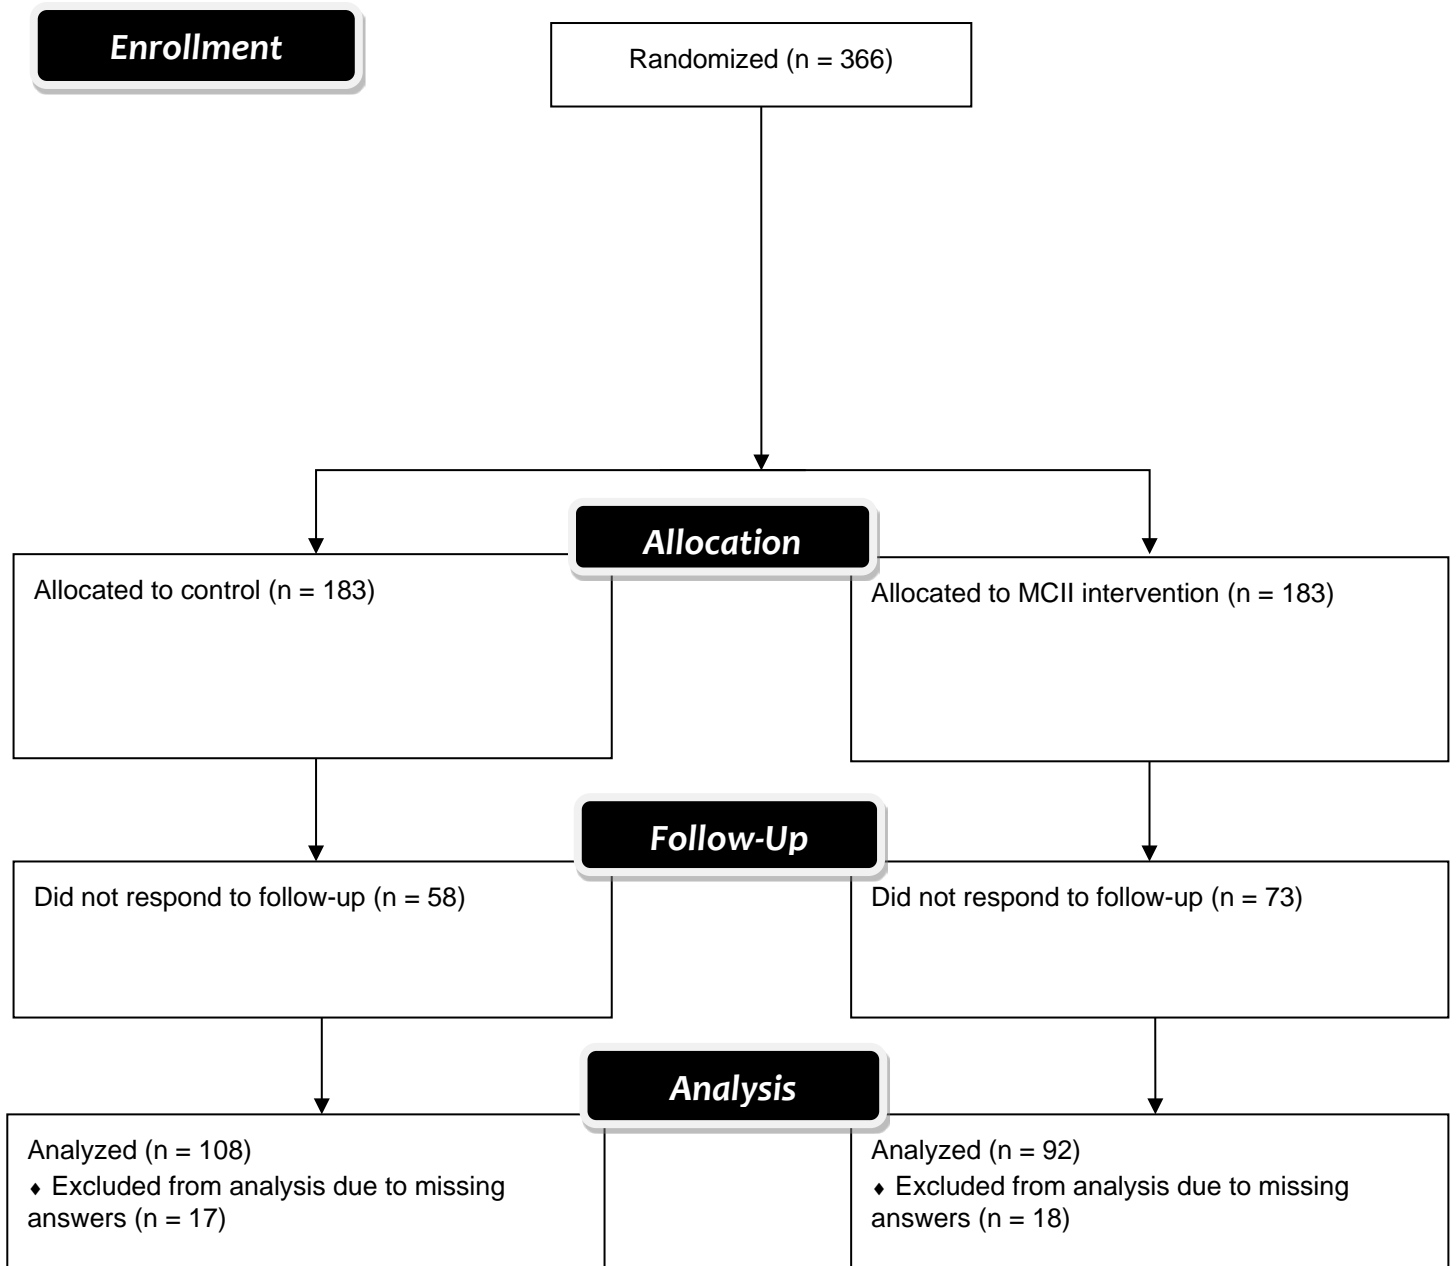 Enrollment
Randomized (n = 366)
Allocation
Allocated to control (n = 183)
Allocated to MCII intervention (n = 183)
Follow-Up
Did not respond to follow-up (n = 58)
Did not respond to follow-up (n = 73)
Analysis
Analyzed (n = 108)
♦ Excluded from analysis due to missing
answers (n = 17)
Analyzed (n = 92)
♦ Excluded from analysis due to missing
answers (n = 18)